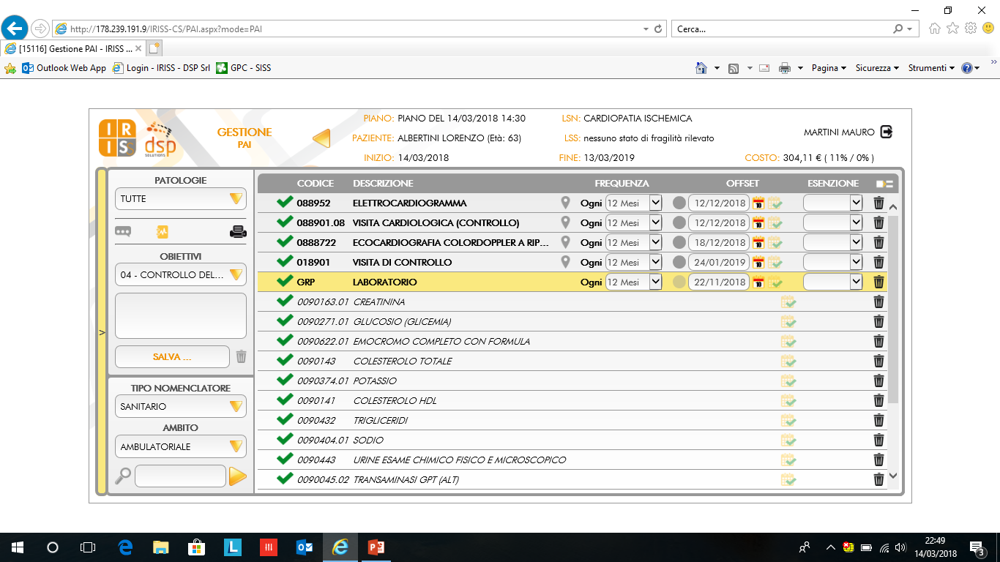 http://178.239.191.9/IRISS-CS/PAI.aspx?mode=PAI
Cerca...
[15116] Gestione PAI - IRISS ...
Outlook Web App Login - IRISS - DSP Srl GPC - SISS
Pagina Sicurezza Strumenti
IRISS dsp SOLUTIONS
GESTIONE
PAI
PIANO: PIANO DEL 14/03/2018 14:30 LSN: CARDIOPATIA ISCHEMICA
PAZIENTE: ALBERTINI LORENZO (Età: 63) LSS: nessuno stato di fragilità rilevato
MARTINI MAURO
INIZIO: 14/03/2018 FINE: 13/03/2019 COSTO: 304,11 € ( 11% / 0% )
PATOLOGIE
TUTTE
OBIETTIVI
04 - CONTROLLO DEL...
>
SALVA ...
TIPO NOMENCLATORE
SANITARIO
AMBITO
AMBULATORIALE
CODICE DESCRIZIONE FREQUENZA OFFSET ESENZIONE
088952 ELETTROCARDIOGRAMMA Ogni 12 Mesi 12/12/2018
088901.08 VISITA CARDIOLOGICA (CONTROLLO) Ogni 12 Mesi 12/12/2018
0888722 ECOCARDIOGRAFIA COLORDOPPLER A RIP... Ogni 12 Mesi 18/12/2018
018901 VISITA DI CONTROLLO Ogni 12 Mesi 24/01/2019
GRP LABORATORIO Ogni 12 Mesi 22/11/2018
0090163.01 CREATININA
0090271.01 GLUCOSIO (GLICEMIA)
0090622.01 EMOCROMO COMPLETO CON FORMULA
0090143 COLESTEROLO TOTALE
0090374.01 POTASSIO
0090141 COLESTEROLO HDL
0090432 TRIGLICERIDI
0090404.01 SODIO
0090443 URINE ESAME CHIMICO FISICO E MICROSCOPICO
0090045.02 TRANSAMINASI GPT (ALT)
22:49
14/03/2018
3